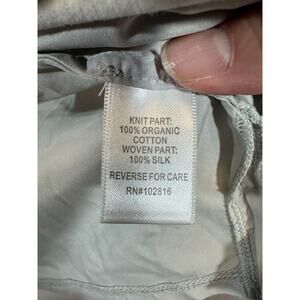 KNIT PART:
100% ORGANIC
COTTON
WOVEN PART:
100% SILK
REVERSE FOR CARE
RN#102816